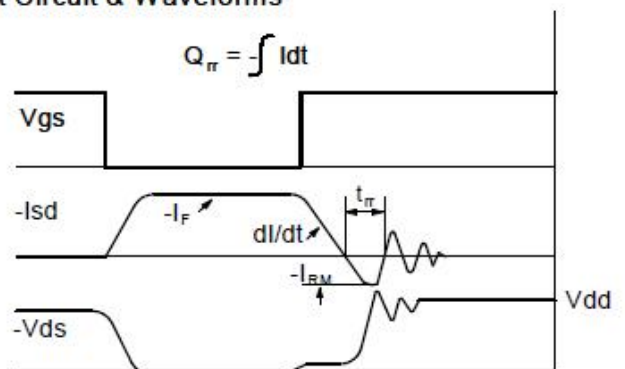 t Circuit & Waveforms
Qrr = -∫ Idt
Vgs
-Isd
-IF
dI/dt
trr
-IRM
Vdd
-Vds